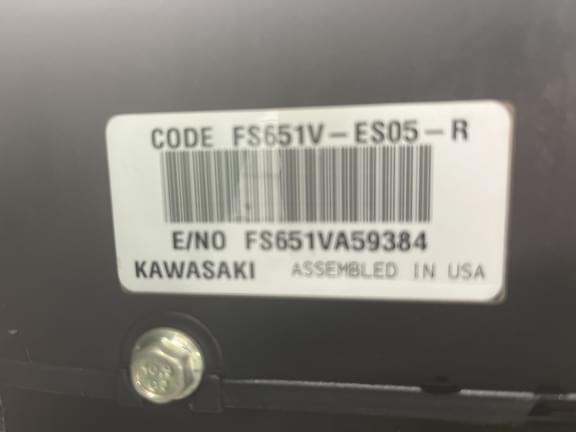 CODE FS651V-ES05-R
E/NO FS651VA59384
KAWASAKI ASSEMBLED IN USA